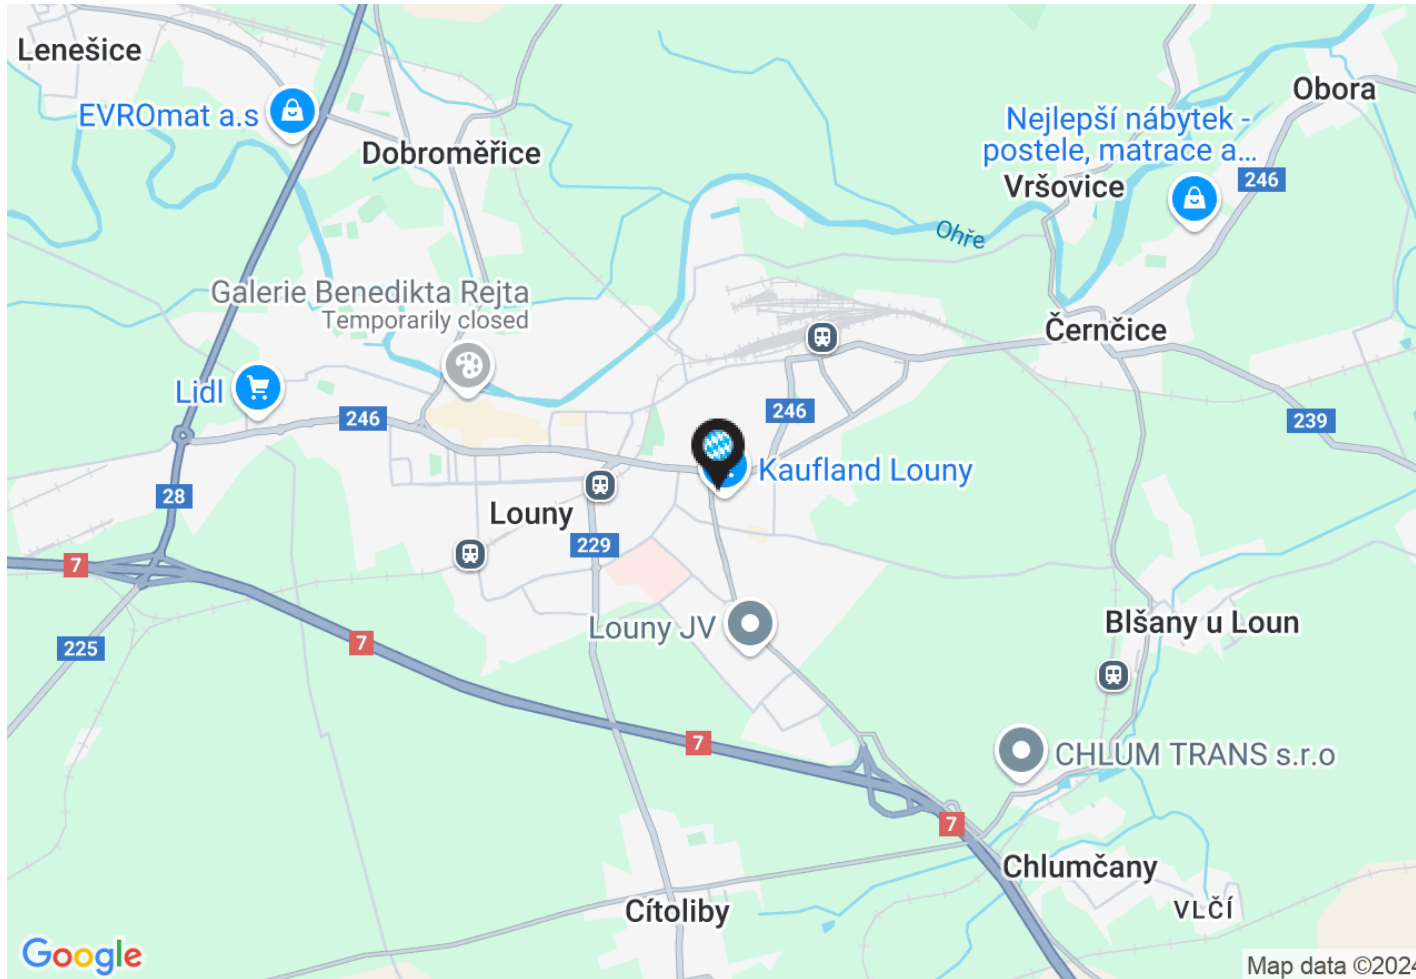 Lenešice
EVROmat a.s
Dobroměřice
Obora
Nejlepší nábytek -
postele, matrace a...
Vršovice
246
Ohře
Galerie Benedikta Rejta
Temporarily closed
Černčice
Lidl
246
246
239
Kaufland Louny
28
Louny
229
7
225
7
Louny JV
Blšany u Loun
7
CHLUM TRANS s.r.o
7
Chlumčany
Cítoliby
VLČÍ
Google
Map data ©2024